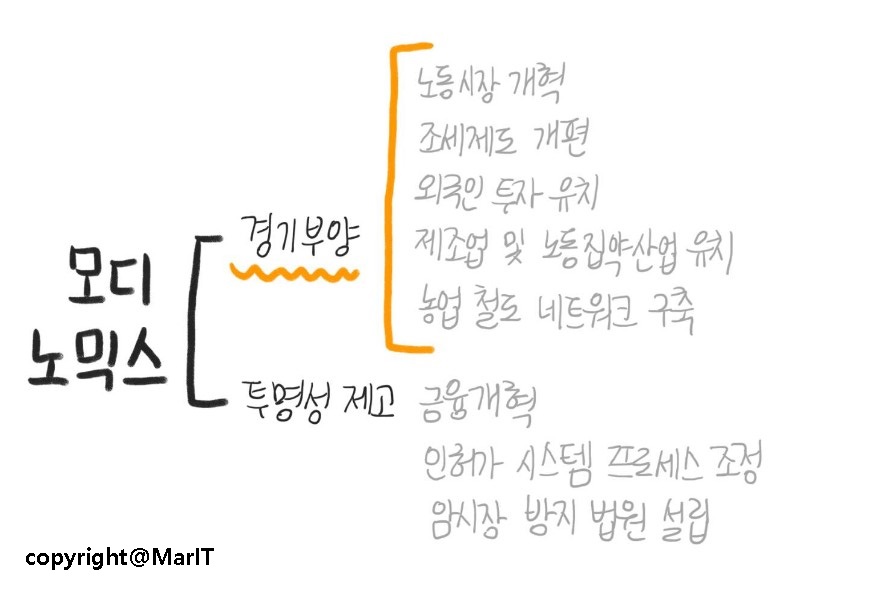 모디
노믹스
경기부양
노동시장 개혁
조세제도 개편
외국인 투자 유치
제조업 및 노동집약산업 유치
농업 철도 네트워크 구축
투명성 제고
금융개혁
인허가 시스템 프로세스 조정
암시장 방지 법원 설립
copyright@MarIT